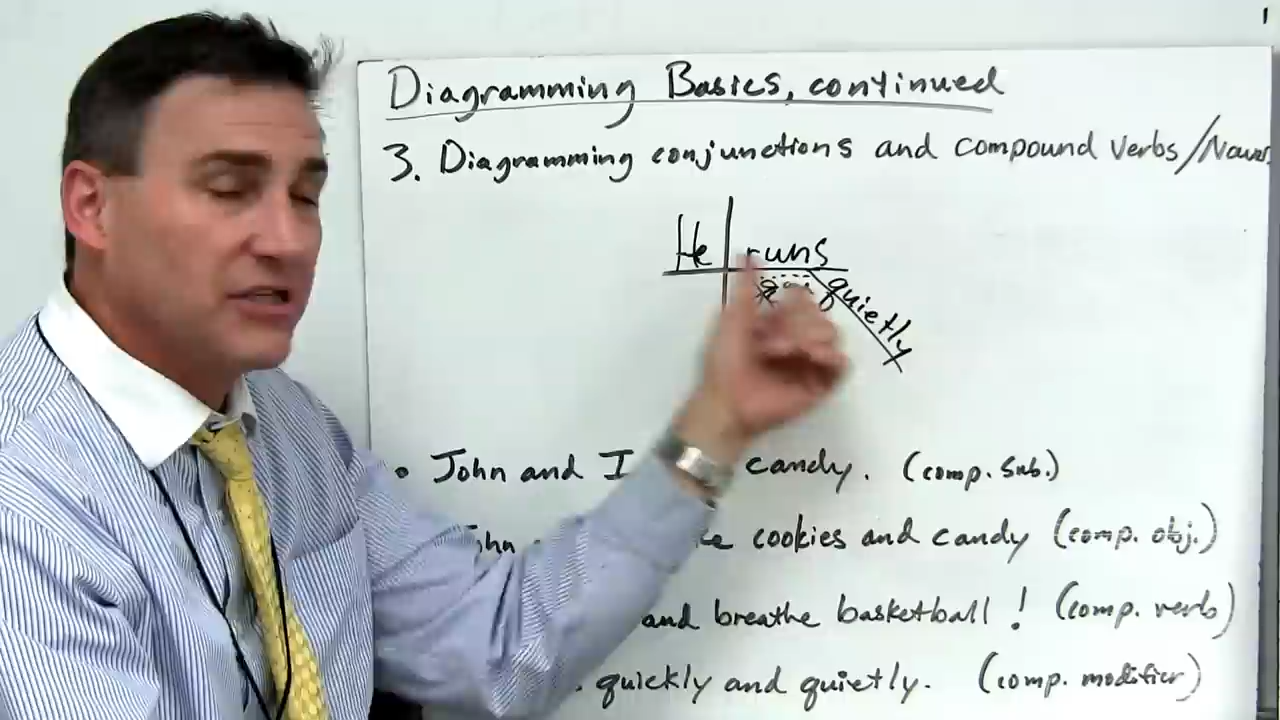 Diagramming Basics, continued
3. Diagramming conjunctions and compound Verbs/Nouns
He runs
quietly
• John and I candy. (comp. sub.)
cookies and candy (comp. obj.)
and breathe basketball! (comp. verb)
quickly and quietly. (comp. modifier)